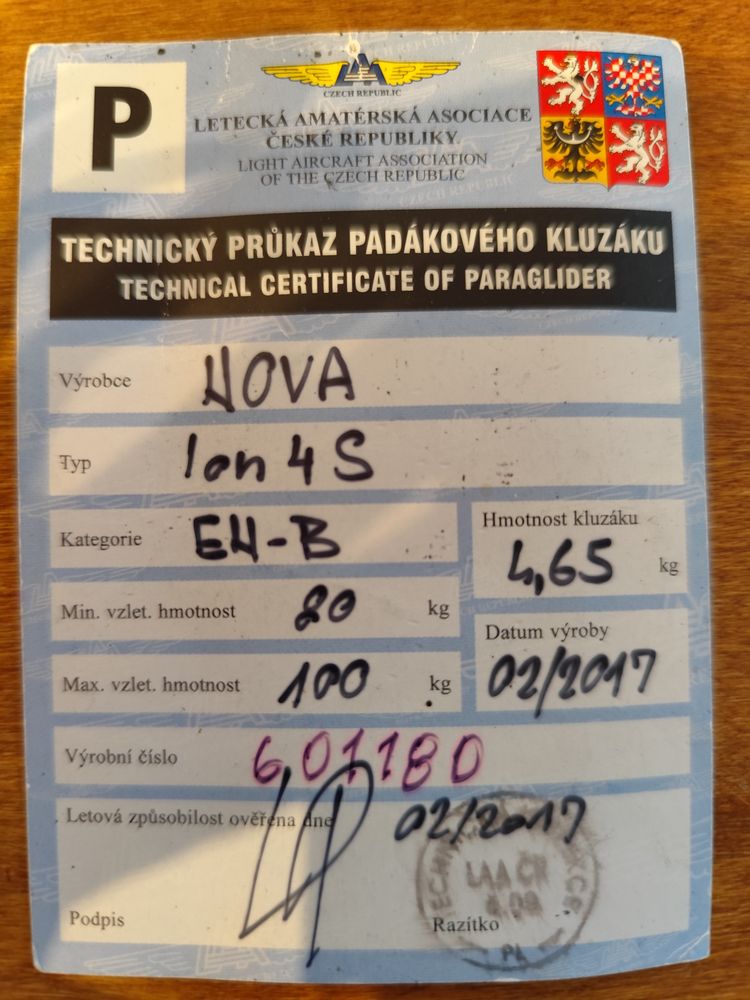 P
CZECH REPUBLIC
LETECKÁ AMATÉRSKÁ ASOCIACE
ČESKÉ REPUBLIKY
LIGHT AIRCRAFT ASSOCIATION
OF THE CZECH REPUBLIC
TECHNICKÝ PRŮKAZ PADÁKOVÉHO KLUZÁKU
TECHNICAL CERTIFICATE OF PARAGLIDER
Výrobce NOVA
Typ Ion 4 S
Kategorie EN-B
Hmotnost kluzáku
4,65 kg
Min. vzlet. hmotnost 80 kg
Datum výroby
02/2017
Max. vzlet. hmotnost 100 kg
Výrobní číslo 601180
Letová způsobilost ověřena dne 02/2017
LAA ČR
Podpis
Razítko